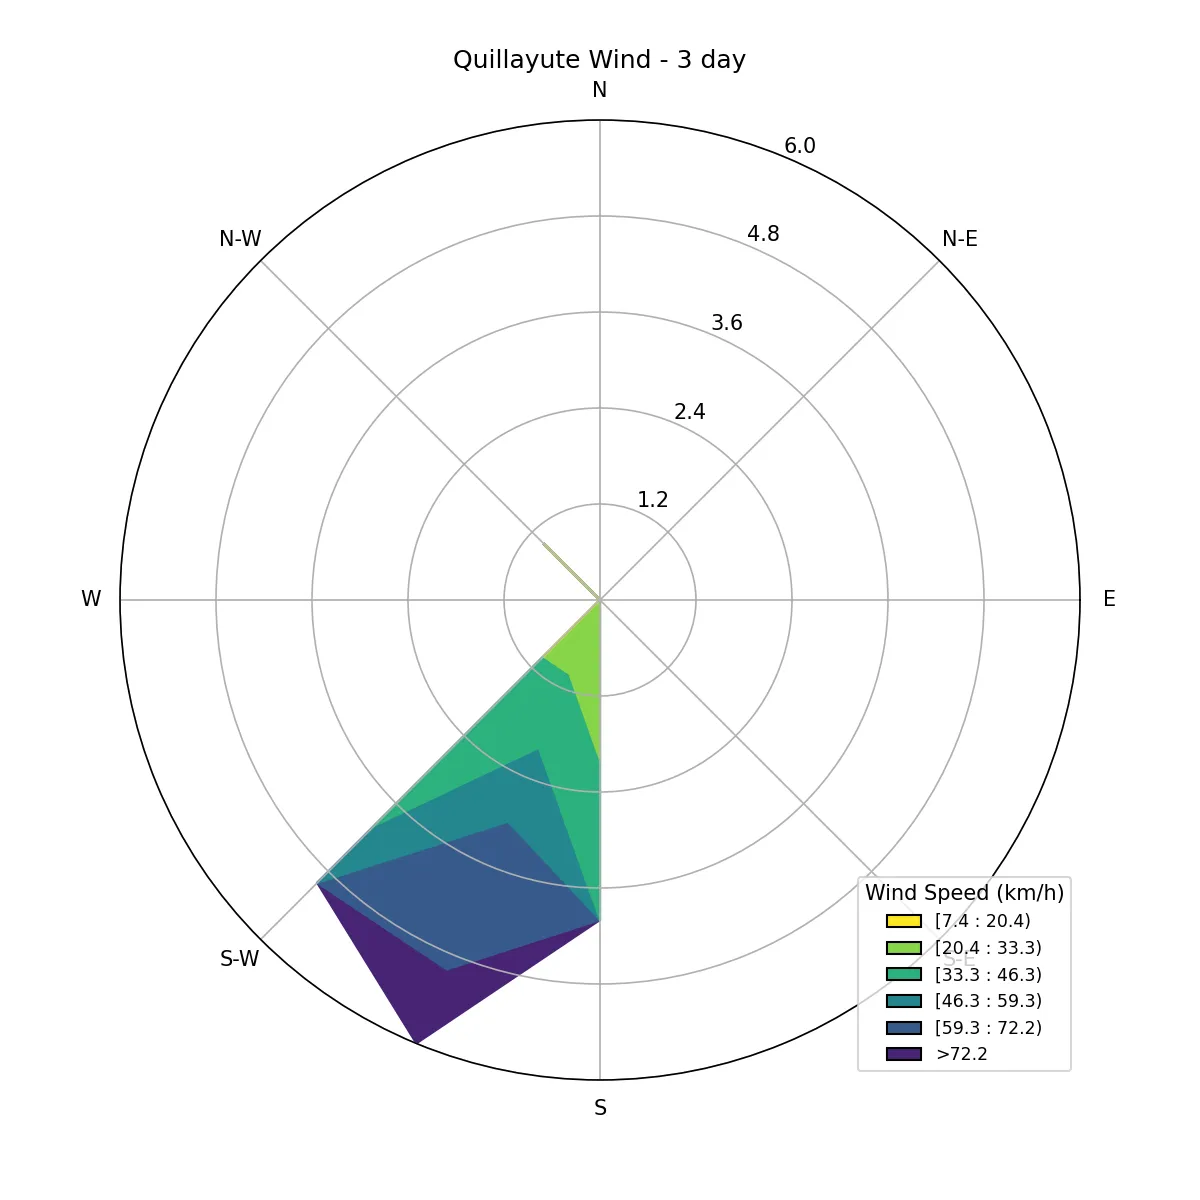 Quillayute Wind - 3 day
N
6.0
N-W
4.8
N-E
3.6
2.4
1.2
W
E
Wind Speed (km/h)
[7.4 : 20.4)
[20.4 : 33.3)
S-W
S-E
[33.3 : 46.3)
[46.3 : 59.3)
[59.3 : 72.2)
>72.2
S